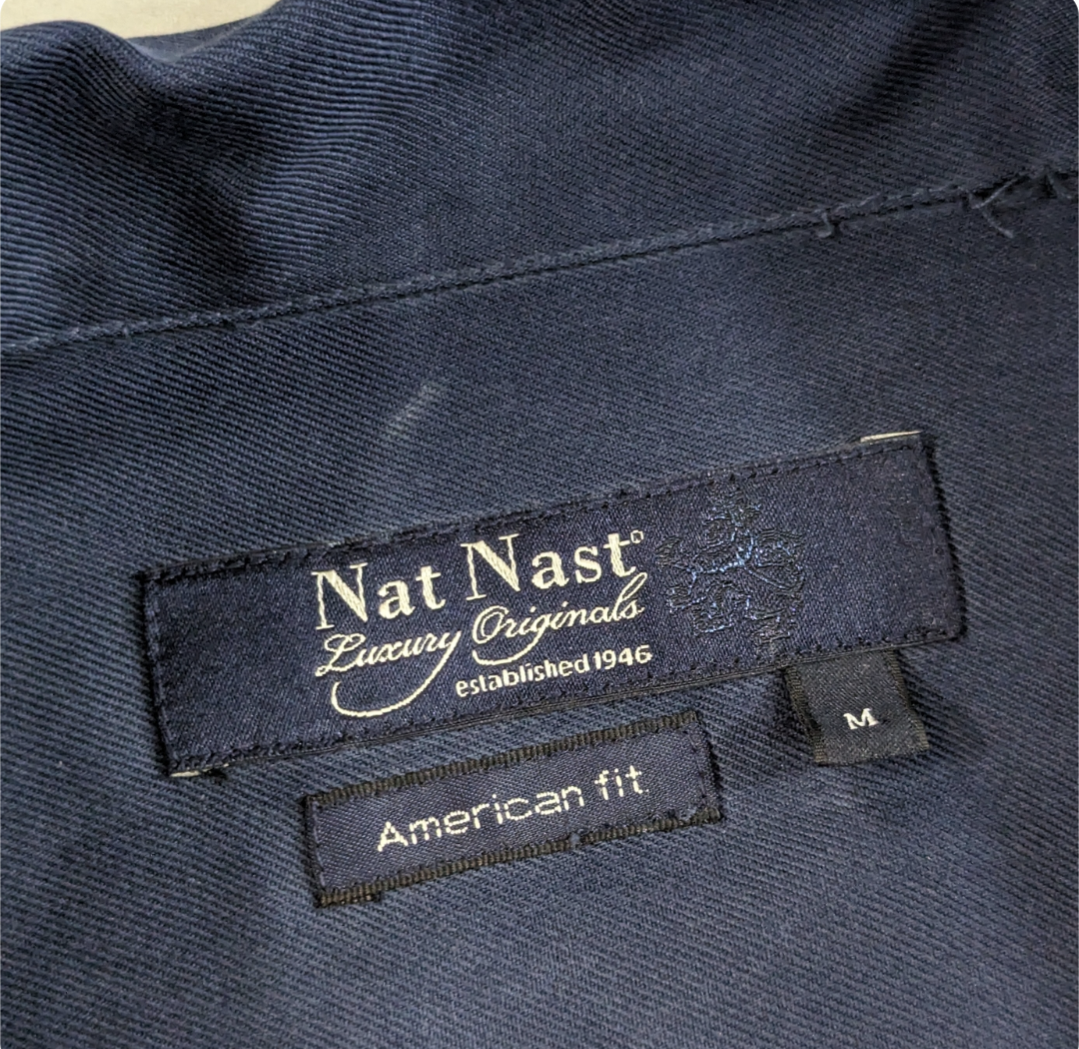 Nat Nast
Luxury Originals
established 1946
M
American fit